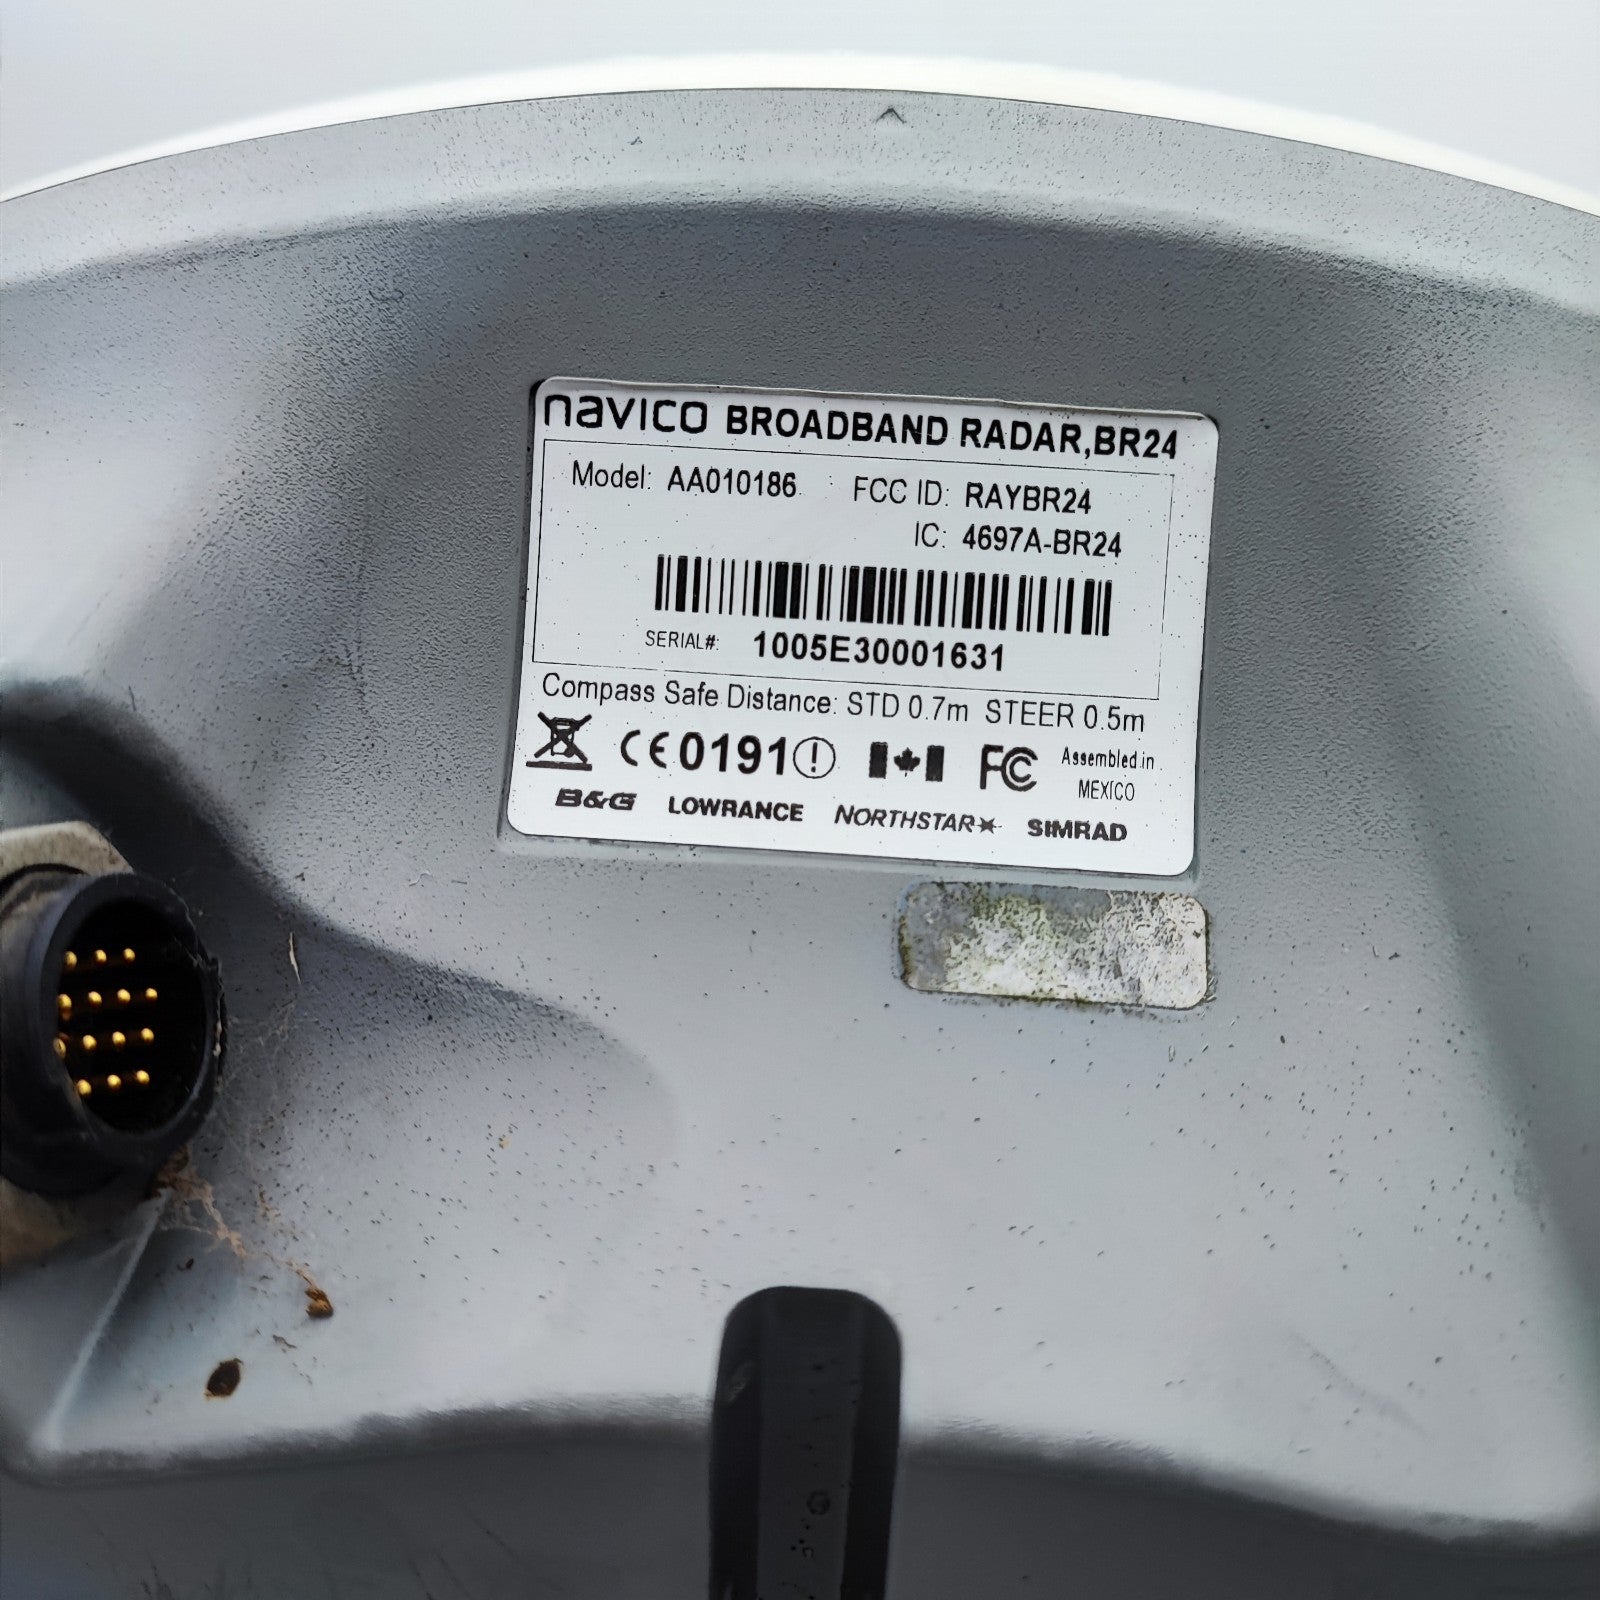 navico BROADBAND RADAR,BR24
Model: AA010186 FCC ID: RAYBR24
IC: 4697A-BR24
SERIAL#: 1005E30001631
Compass Safe Distance: STD 0.7m STEER 0.5m
CE0191 FC Assembled in
MEXICO
B&G LOWRANCE NORTHSTAR SIMRAD